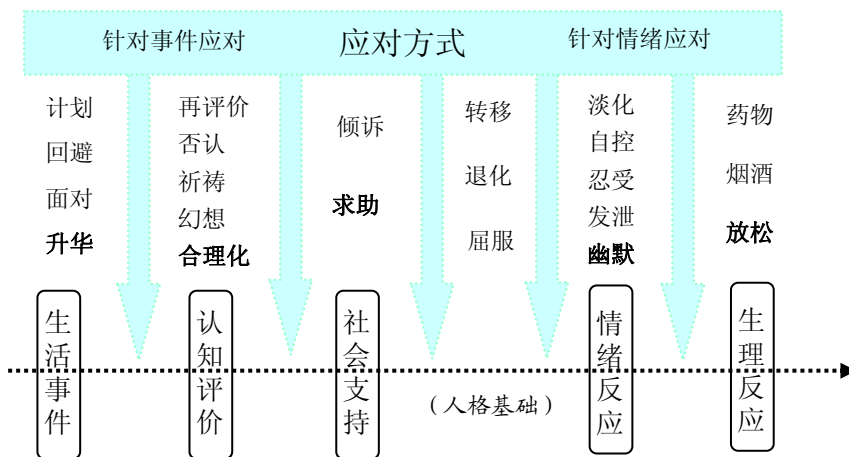 针对事件应对
应对方式
针对情绪应对
计划
回避
面对
升华
再评价
否认
祈祷
幻想
合理化
倾诉
求助
转移
退化
屈服
淡化
自控
忍受
发泄
幽默
药物
烟酒
放松
生活事件
认知评价
社会支持
(人格基础)
情绪反应
生理反应